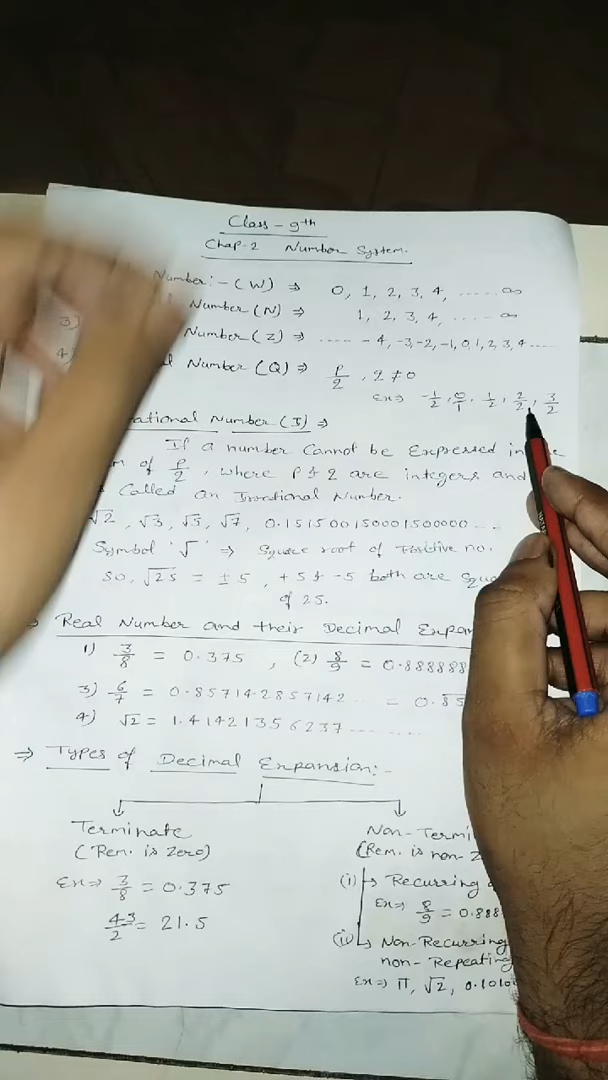 Class - 9th
Chap-2 Number System.
Number:- (W) ⇒ 0, 1, 2, 3, 4, ...... ∞
Number (N) ⇒ 1, 2, 3, 4, ...... ∞
3) Number (Z) ⇒ ...... - 4, -3, -2, -1, 0, 1, 2, 3, 4 ......
4) Number (Q) ⇒ P/2, 2 ≠ 0
Ex ⇒ -1/2, 0/1, 1/2, 2/2, 3/2
Number (I) ⇒
If a number Cannot be Expressed in
of P/2, where P & 2 are integers and
Called an Irrational Number.
√2, √3, √5, √7, 0.151500150001500000 ...
Symbol '√' ⇒ Square root of Positive no.
so, √25 = ± 5, + 5 & - 5 both are
of 25.
Real Number and their Decimal
1) 3/8 = 0.375 , (2) 8/9 = 0.888888
3) 6/7 = 0.857142857142... = 0.85
4) √2 = 1.41421356237 ............
⇒ Types of Decimal Expansion:-
Terminate
(Rem. is Zero)
Ex ⇒ 3/8 = 0.375
43/2 = 21.5
(Rem. is non-
(i) → Recurring
Ex ⇒ 8/9 = 0.888
(ii) → Non-Recurring
non-Repeating
Ex ⇒ π, √2, 0.1010